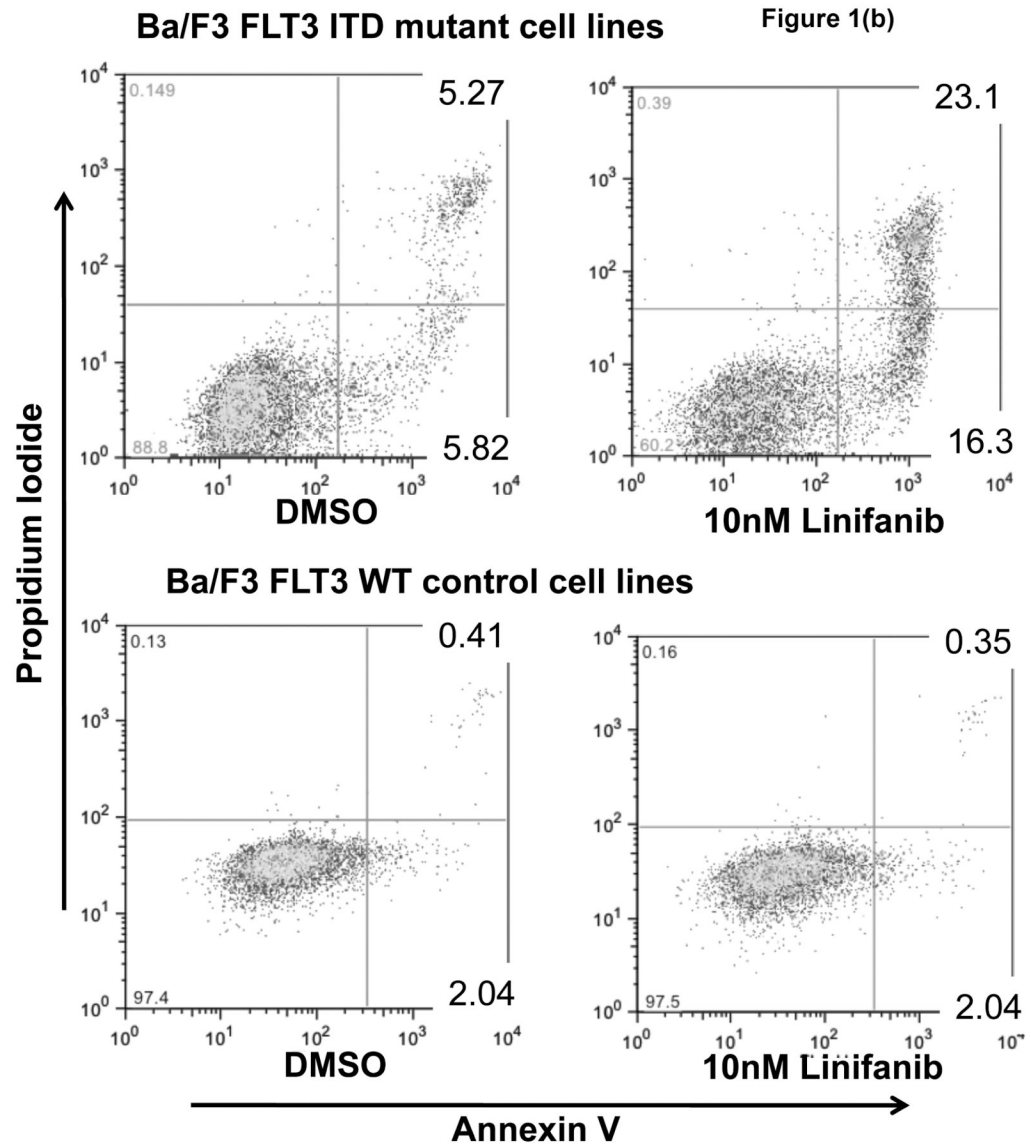 Ba/F3 FLT3 ITD mutant cell lines
Figure 1(b)
10⁴ 0.149 5.27
10³
10²
10¹
10⁰ 88.8 5.82
10⁰ 10¹ 10² 10³ 10⁴
DMSO
10⁴ 0.39 23.1
10³
10²
10¹
10⁰ 60.2 16.3
10⁰ 10¹ 10² 10³ 10⁴
10nM Linifanib
Propidium Iodide
Ba/F3 FLT3 WT control cell lines
10⁴ 0.13 0.41
10³
10²
10¹
10⁰ 97.4 2.04
10⁰ 10¹ 10² 10³ 10⁴
DMSO
10⁴ 0.16 0.35
10³
10²
10¹
10⁰ 97.5 2.04
10⁰ 10¹ 10² 10³
10nM Linifanib
Annexin V